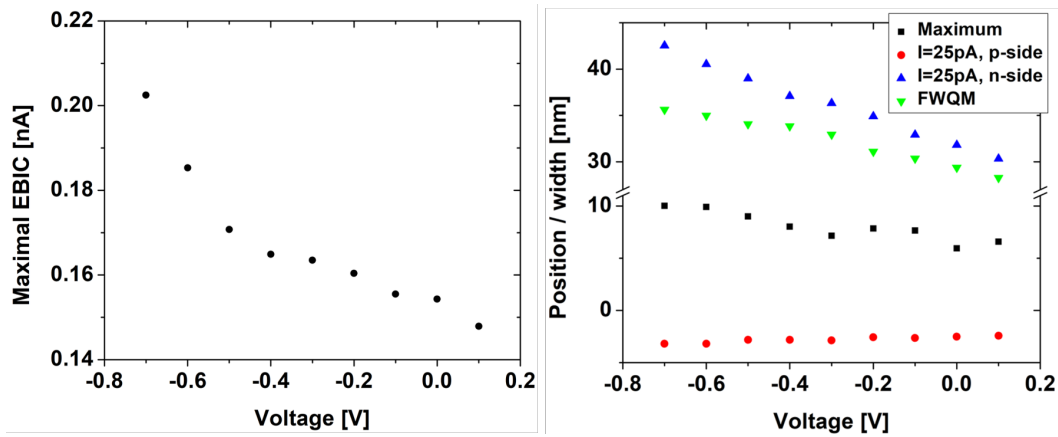 Maximal EBIC [nA]
0.20
0.18
0.16
0.14
-0.8 -0.6 -0.4 -0.2 0.0 0.2
Voltage [V]
Position / width [nm]
40
30
10
0
Maximum
I=25pA, p-side
I=25pA, n-side
FWQM
-0.8 -0.6 -0.4 -0.2 0.0 0.2
Voltage [V]